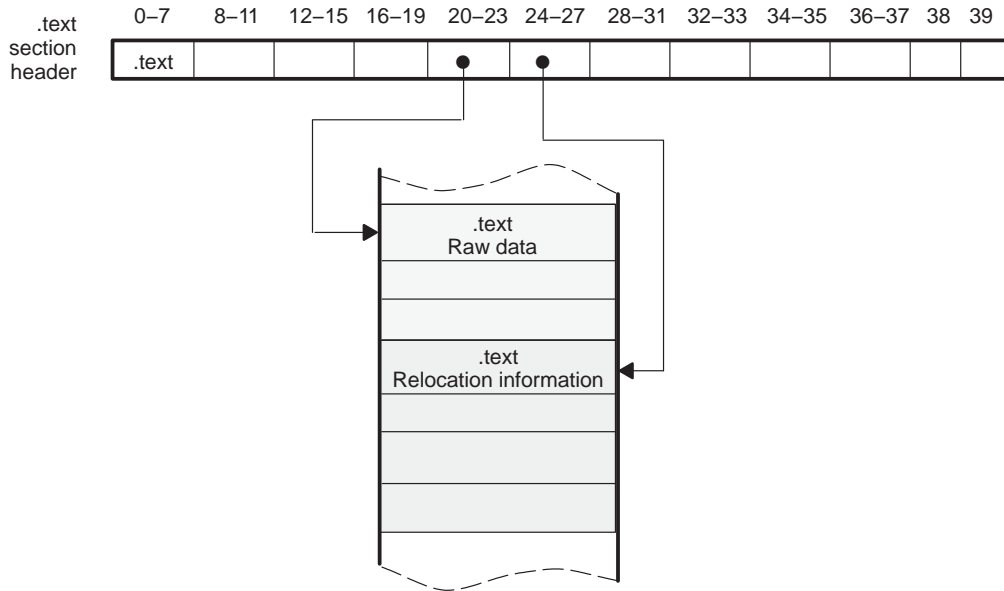 .text
section
header
0–7 8–11 12–15 16–19 20–23 24–27 28–31 32–33 34–35 36–37 38 39
.text
.text
Raw data
.text
Relocation information